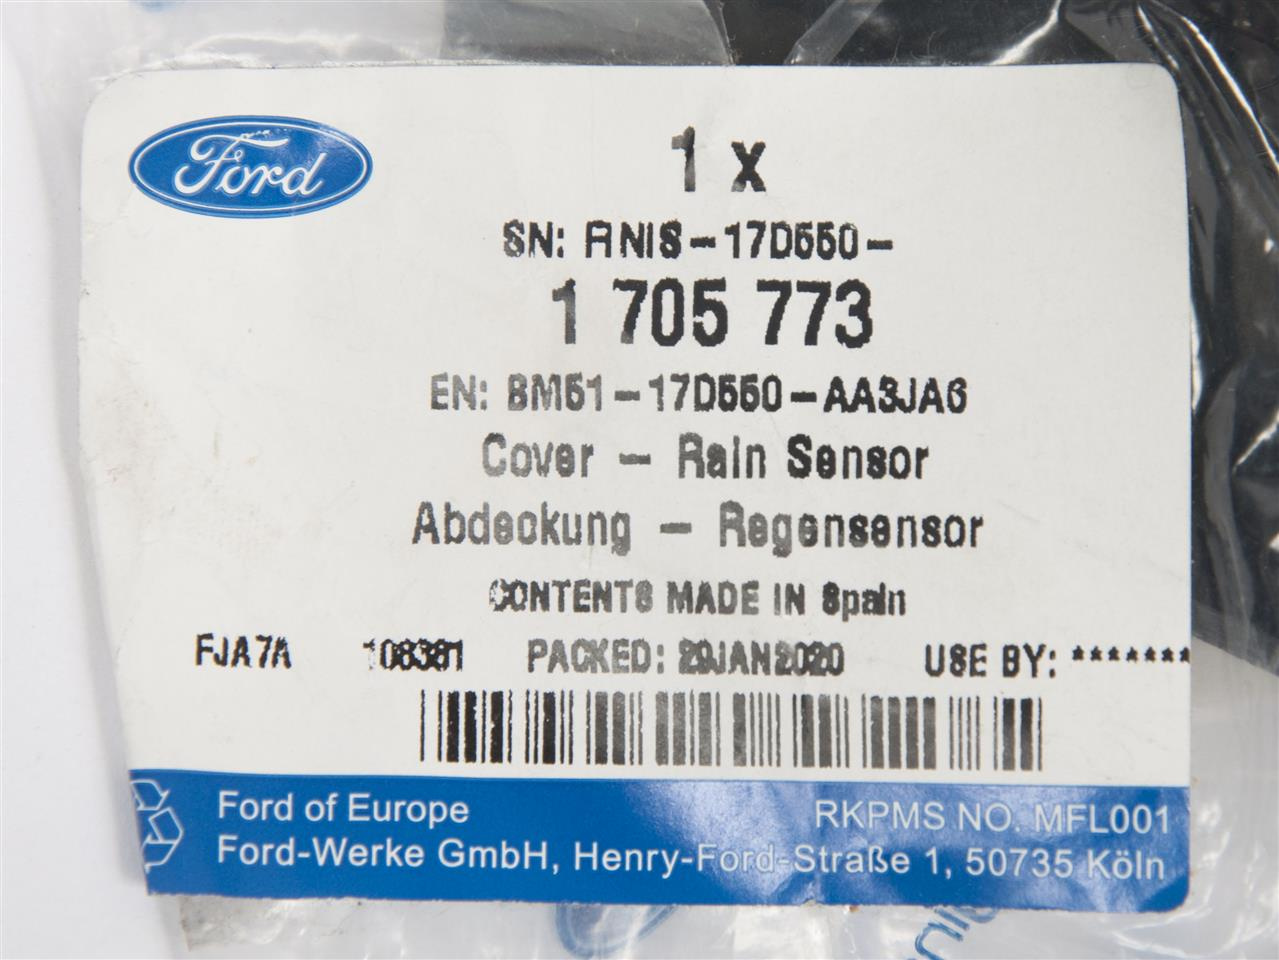 Ford
1 x
SN: RNIS-17D550-
1 705 773
EN: BM51-17D550-AA3JA6
Cover - Rain Sensor
Abdeckung - Regensensor
CONTENTS MADE IN Spain
FJA7A 108381 PACKED: 29JAN2020 USE BY: *******
Ford of Europe RKPMS NO. MFL001
Ford-Werke GmbH, Henry-Ford-Straße 1, 50735 Köln